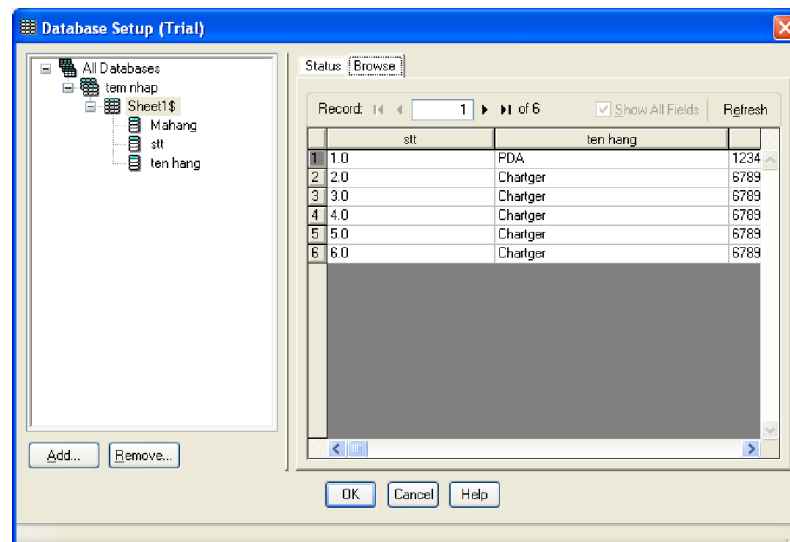 Database Setup (Trial)
All Databases
tem nhap
Sheet1$
Mahang
stt
ten hang
Add...
Remove...
Status Browse
Record: 1 of 6 Show All Fields Refresh
stt ten hang
1 1.0 PDA 1234
2 2.0 Chartger 6789
3 3.0 Chartger 6789
4 4.0 Chartger 6789
5 5.0 Chartger 6789
6 6.0 Chartger 6789
OK Cancel Help